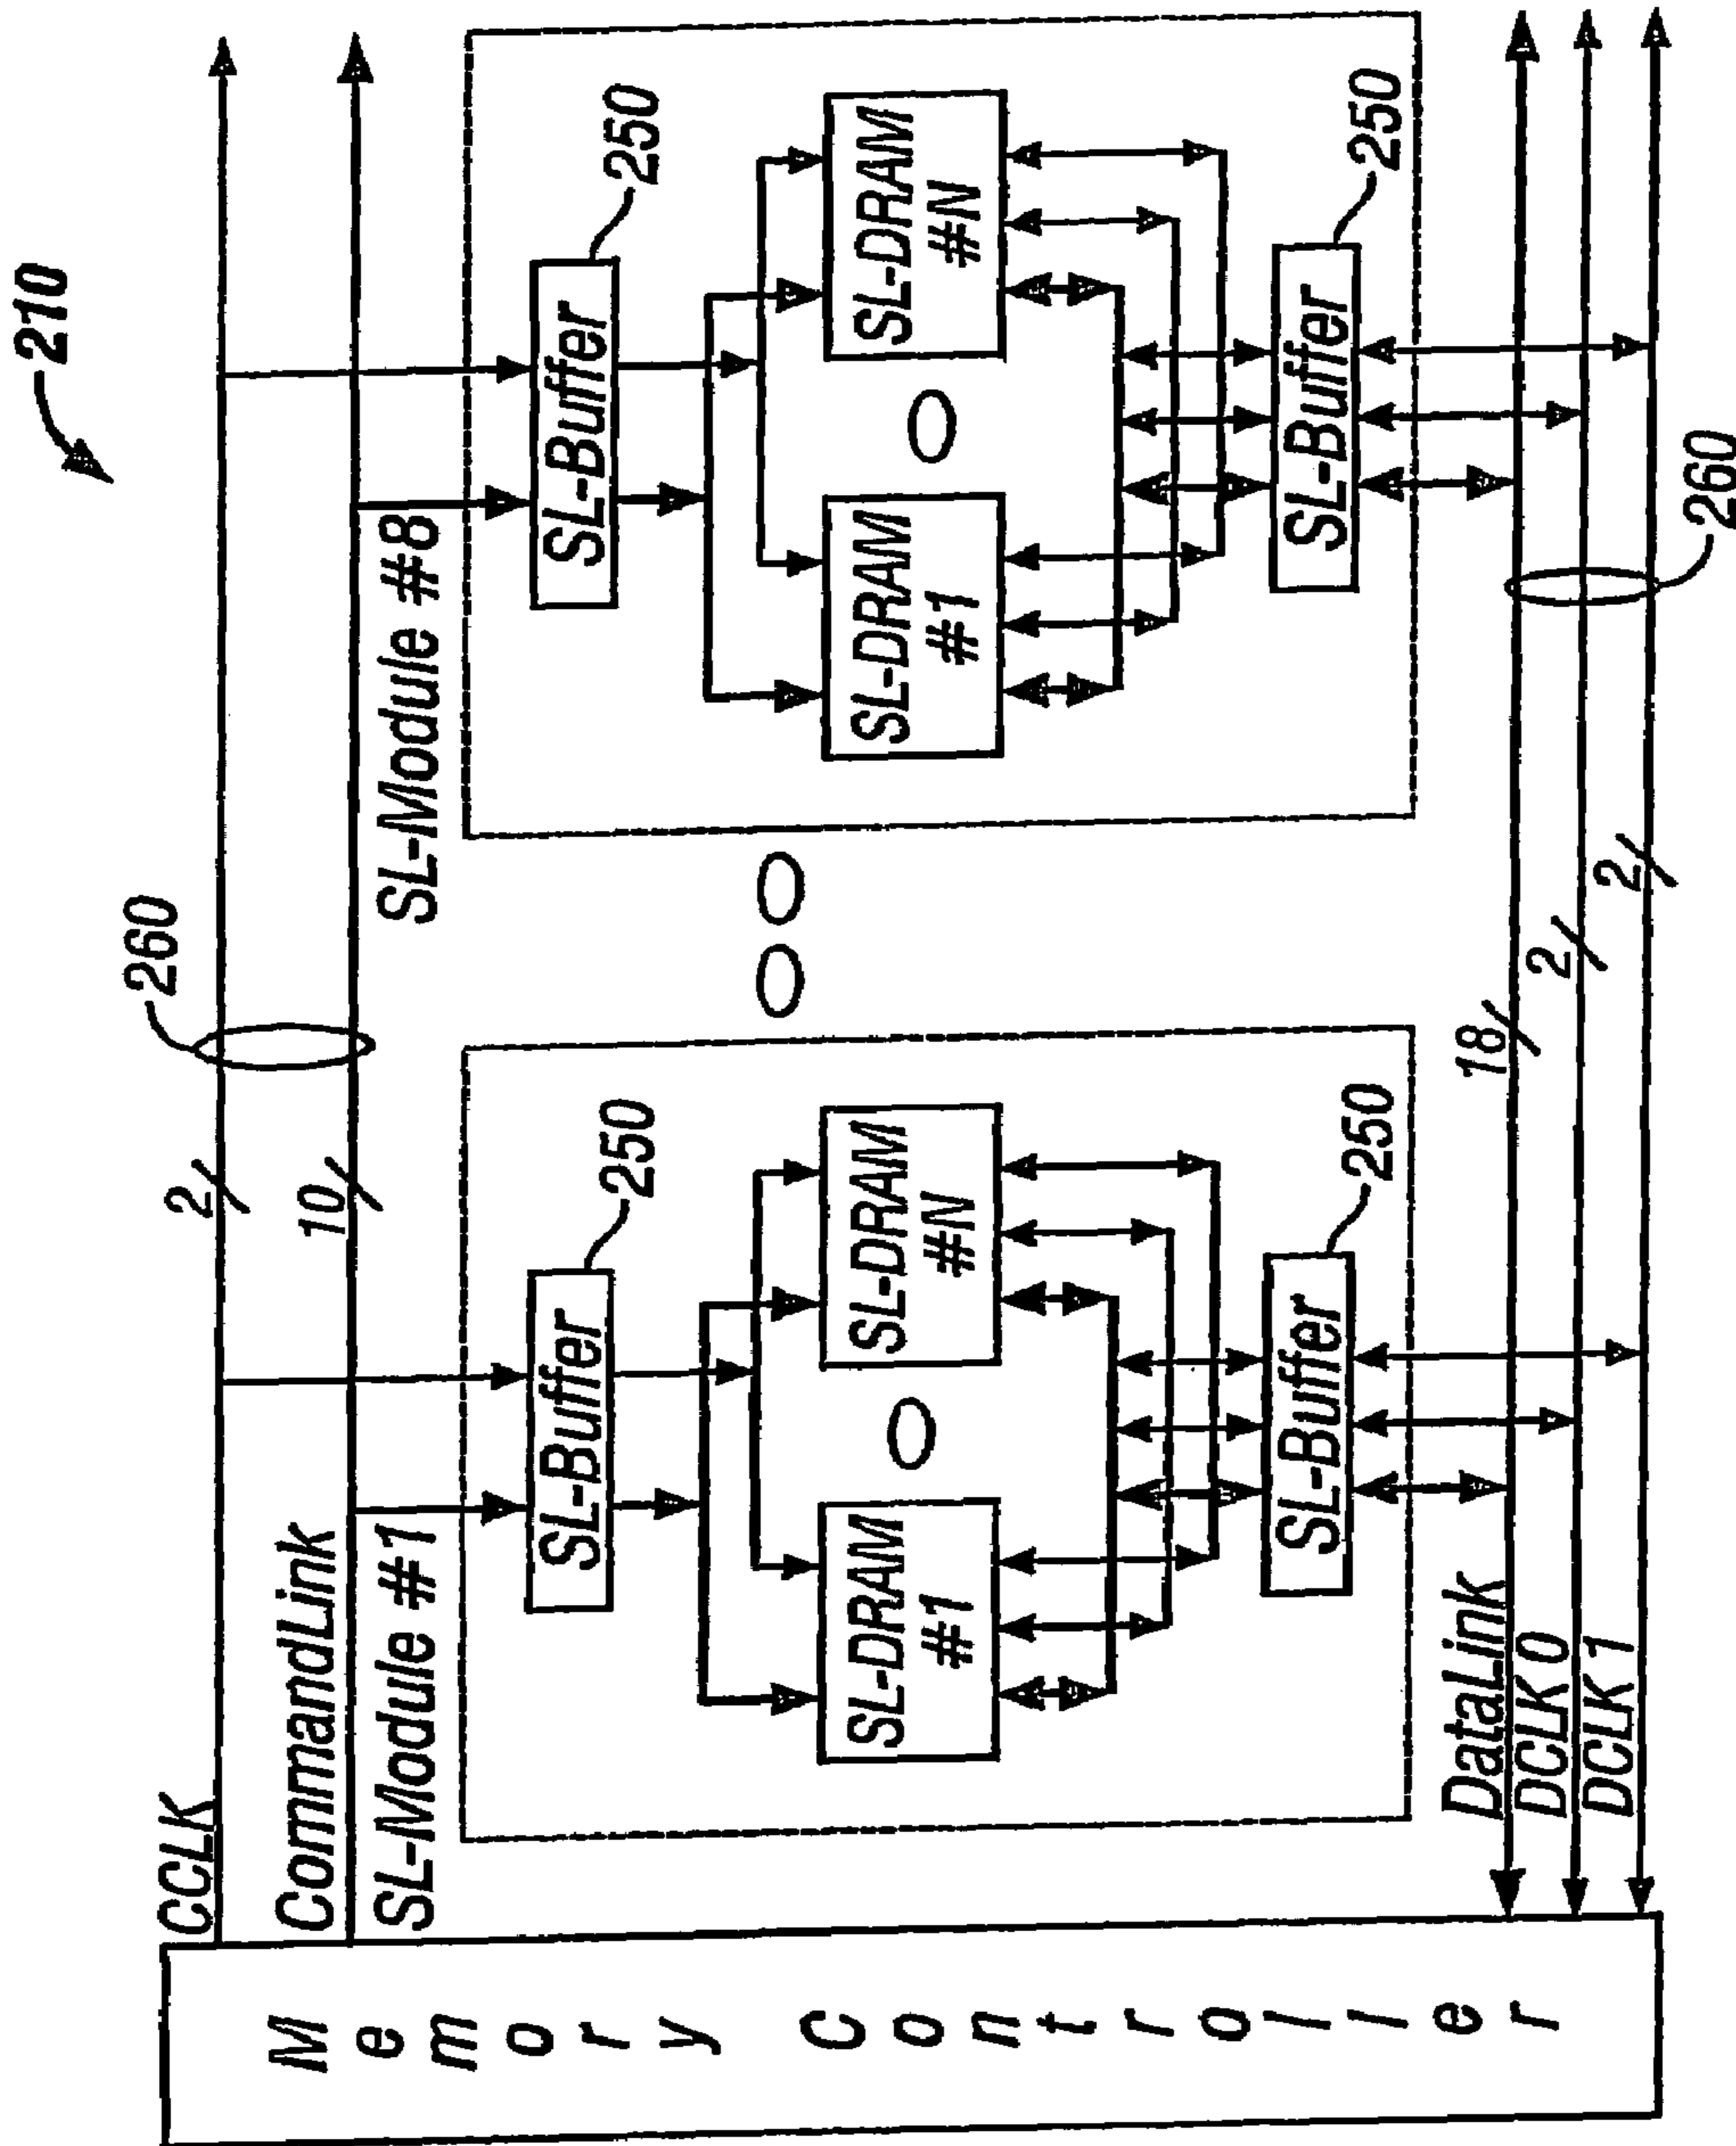 210
CCLK
2
260
CommandLink
10
SL-Module #1
SL-Module #8
SL-Buffer
250
SL-Buffer
250
SL-DRAM
#1
SL-DRAM
#N
SL-DRAM
#1
SL-DRAM
#N
SL-Buffer
250
SL-Buffer
250
DataLink
18
DCLK0
2
DCLK1
2
260
Memory Controller